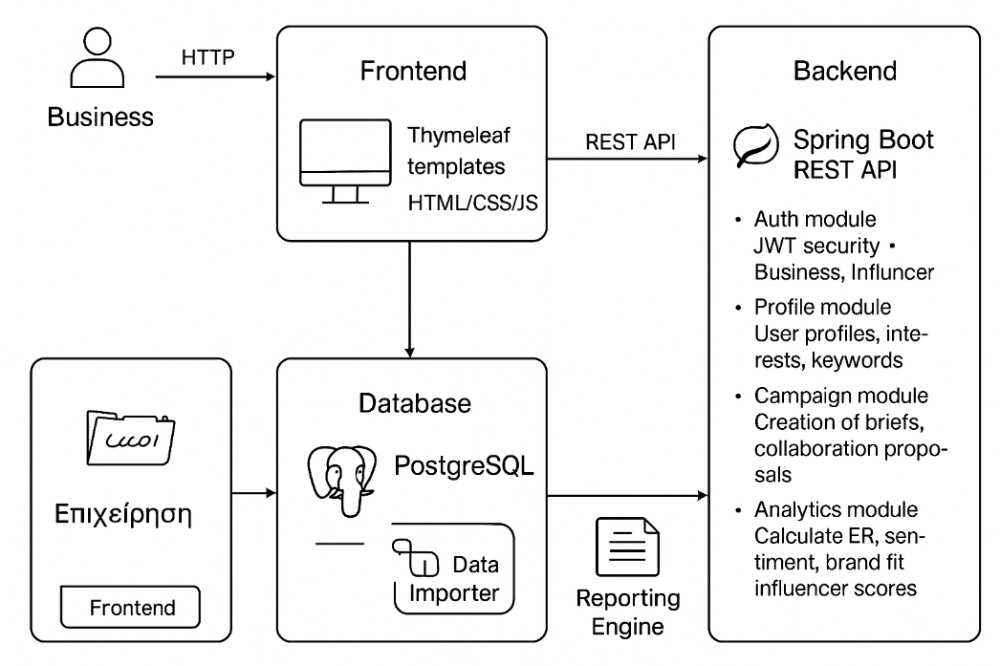 HTTP
Business
Frontend
Thymeleaf
templates
HTML/CSS/JS
REST API
Backend
Spring Boot
REST API
• Auth module
JWT security •
Business, Influncer
• Profile module
User profiles, inte-
rests, keywords
• Campaign module
Creation of briefs,
collaboration propo-
sals
• Analytics module
Calculate ER, sen-
timent, brand fit
influencer scores
Επιχείρηση
Frontend
Database
PostgreSQL
Data
Importer
Reporting
Engine